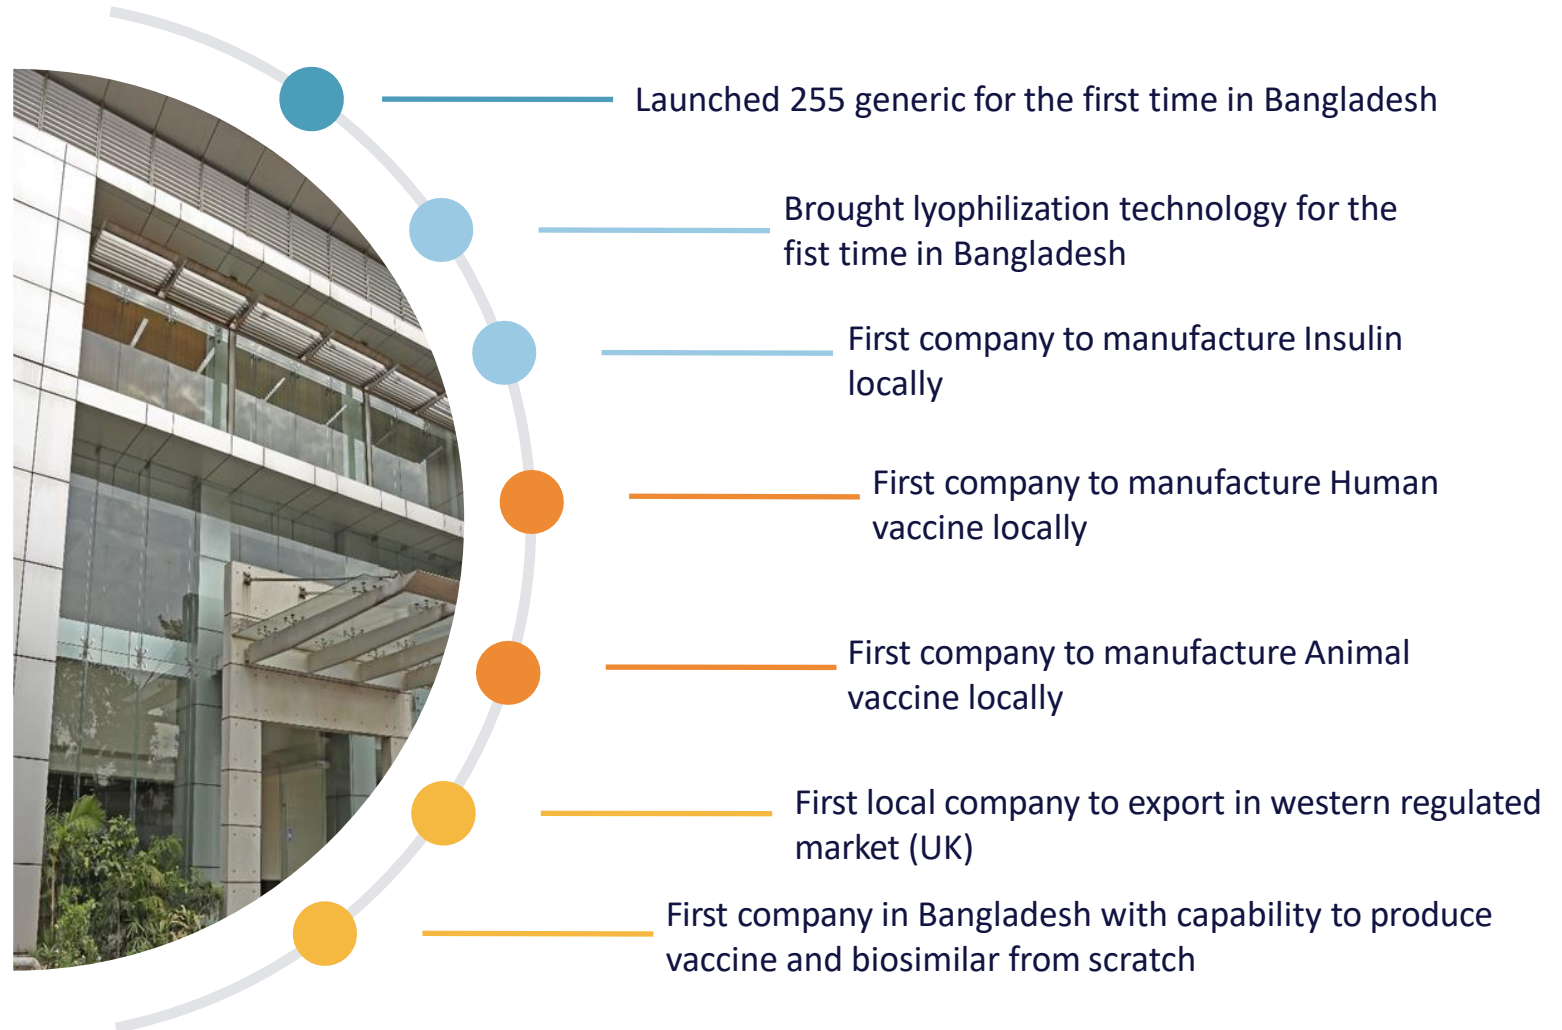 Launched 255 generic for the first time in Bangladesh
Brought lyophilization technology for the
fist time in Bangladesh
First company to manufacture Insulin
locally
First company to manufacture Human
vaccine locally
First company to manufacture Animal
vaccine locally
First local company to export in western regulated
market (UK)
First company in Bangladesh with capability to produce
vaccine and biosimilar from scratch